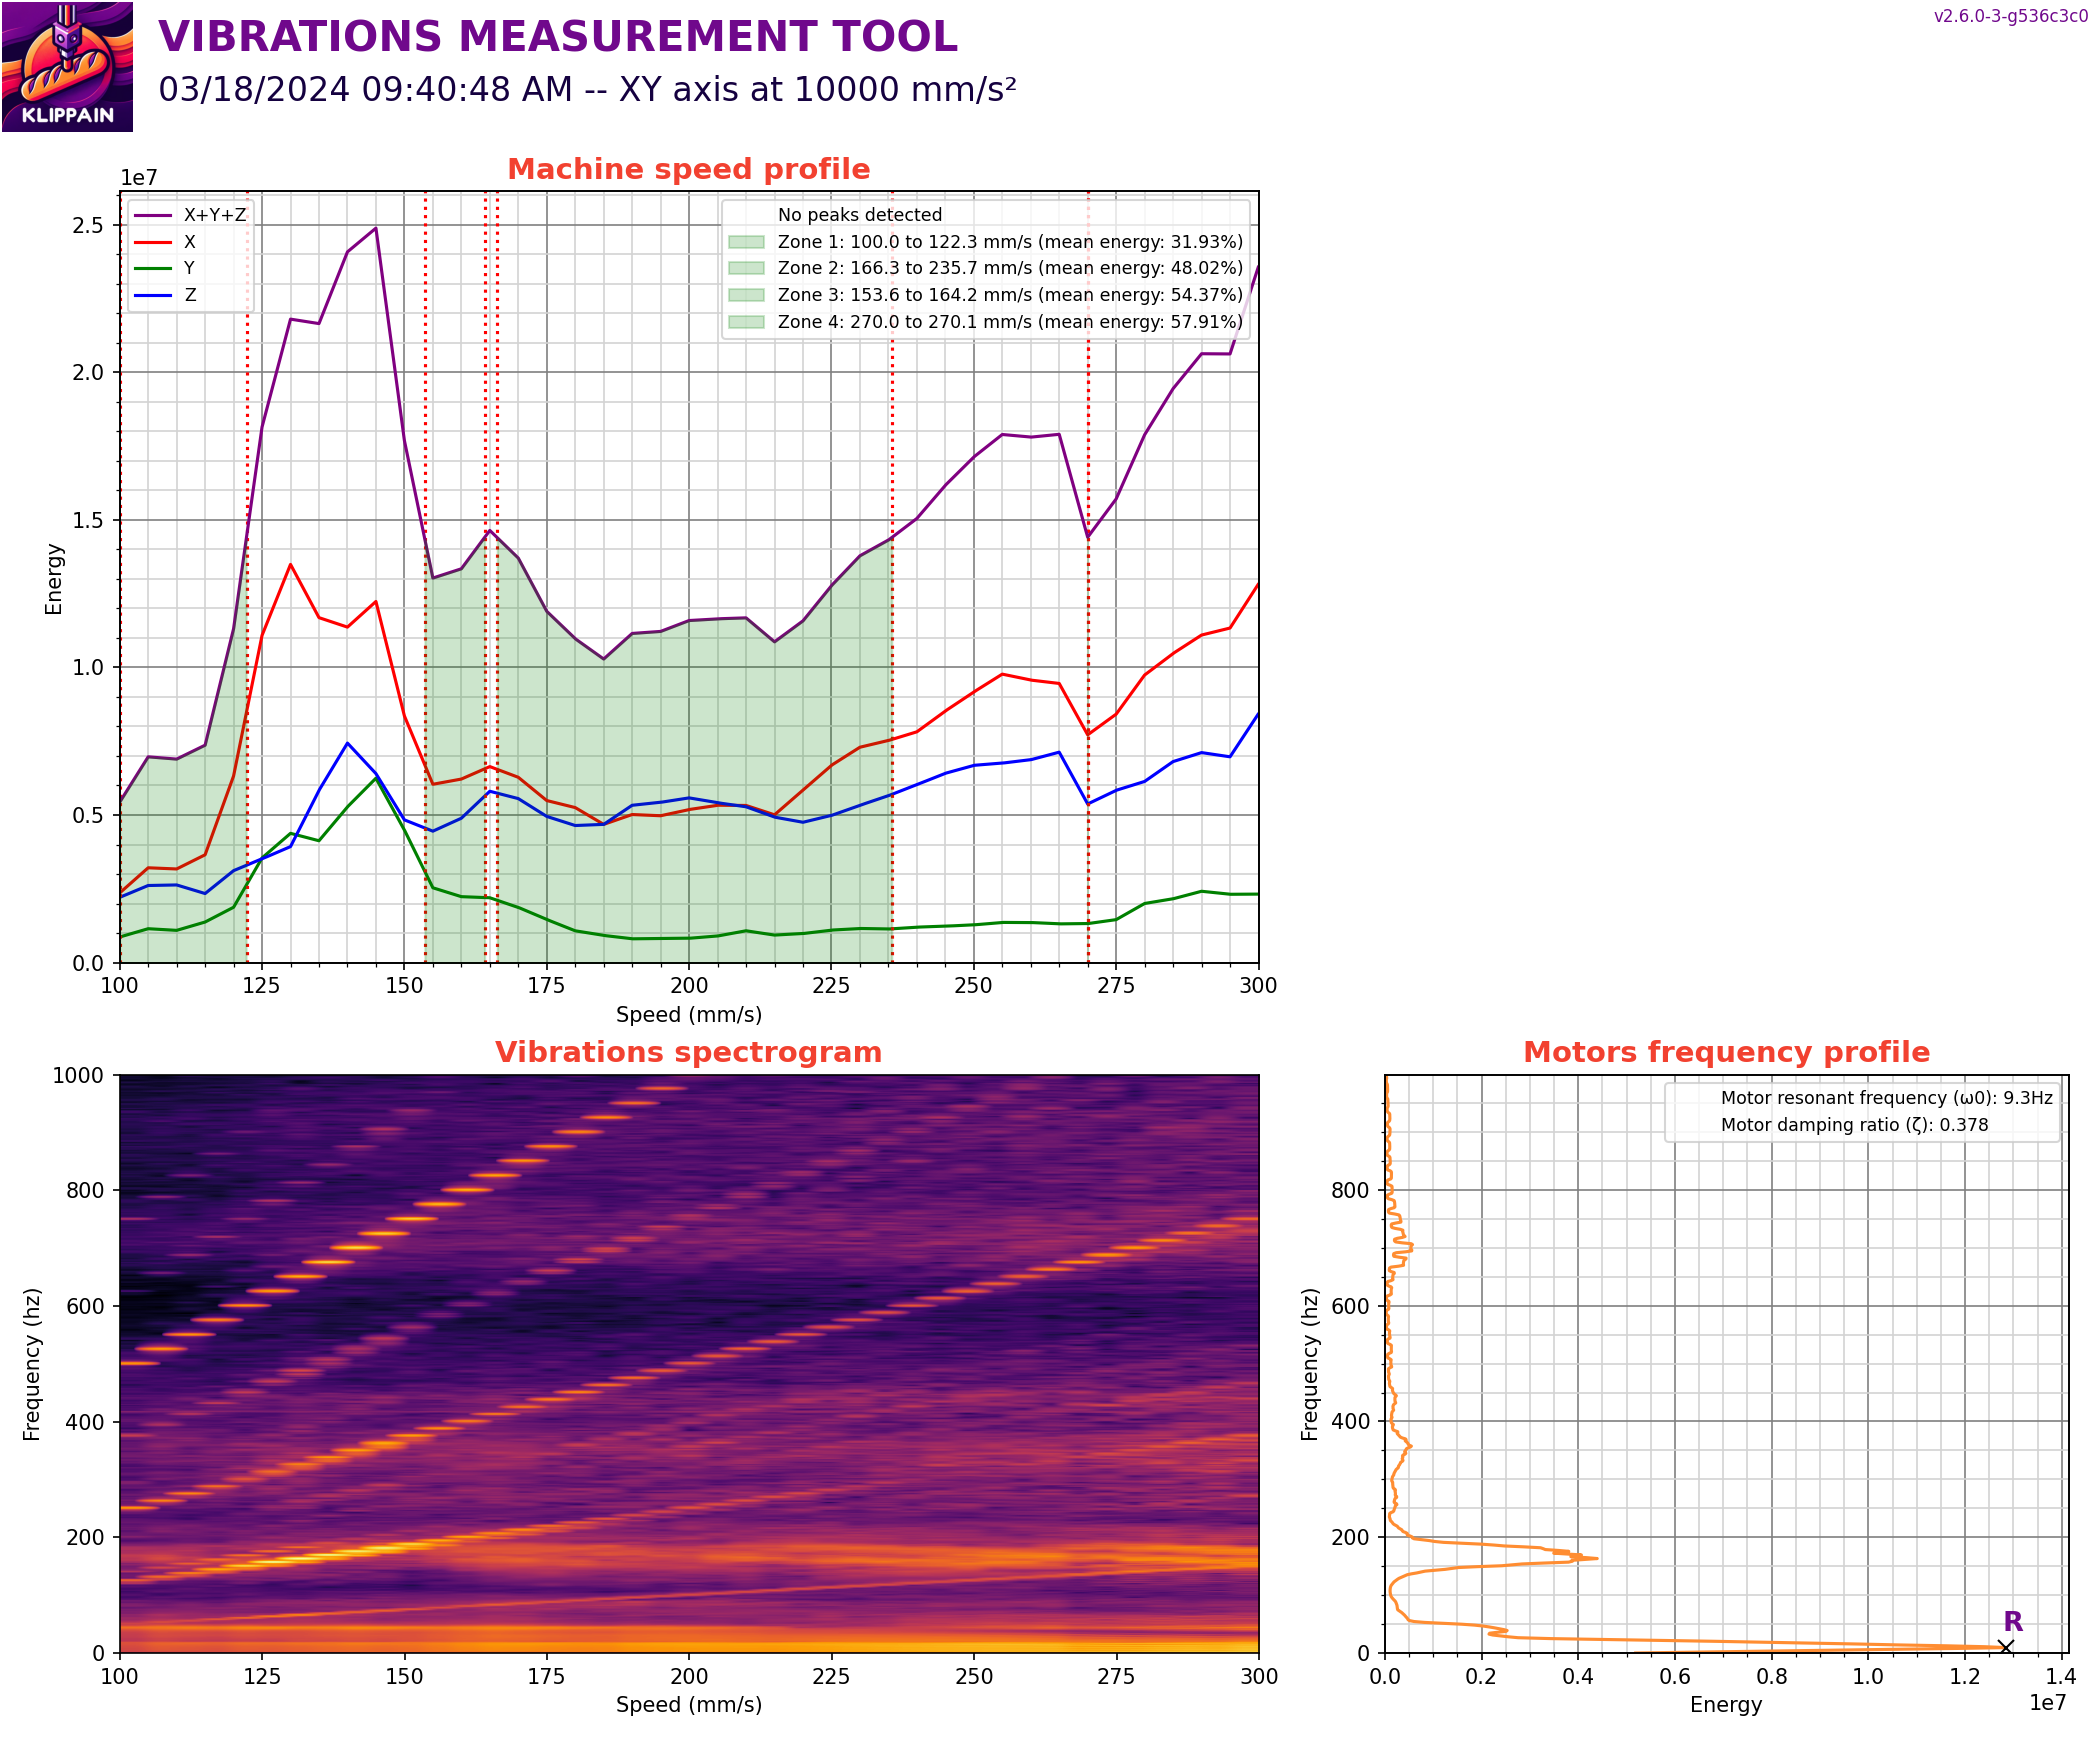 VIBRATIONS MEASUREMENT TOOL
v2.6.0-3-g536c3c0
03/18/2024 09:40:48 AM -- XY axis at 10000 mm/s²
KLIPPAIN
Machine speed profile
1e7
X+Y+Z
X
Y
Z
No peaks detected
Zone 1: 100.0 to 122.3 mm/s (mean energy: 31.93%)
Zone 2: 166.3 to 235.7 mm/s (mean energy: 48.02%)
Zone 3: 153.6 to 164.2 mm/s (mean energy: 54.37%)
Zone 4: 270.0 to 270.1 mm/s (mean energy: 57.91%)
2.5
2.0
1.5
1.0
0.5
0.0
Energy
100 125 150 175 200 225 250 275 300
Speed (mm/s)
Vibrations spectrogram
1000
800
600
400
200
0
Frequency (hz)
100 125 150 175 200 225 250 275 300
Speed (mm/s)
Motors frequency profile
Motor resonant frequency (ω0): 9.3Hz
Motor damping ratio (ζ): 0.378
800
600
400
200
0
Frequency (hz)
R
0.0 0.2 0.4 0.6 0.8 1.0 1.2 1.4
1e7
Energy